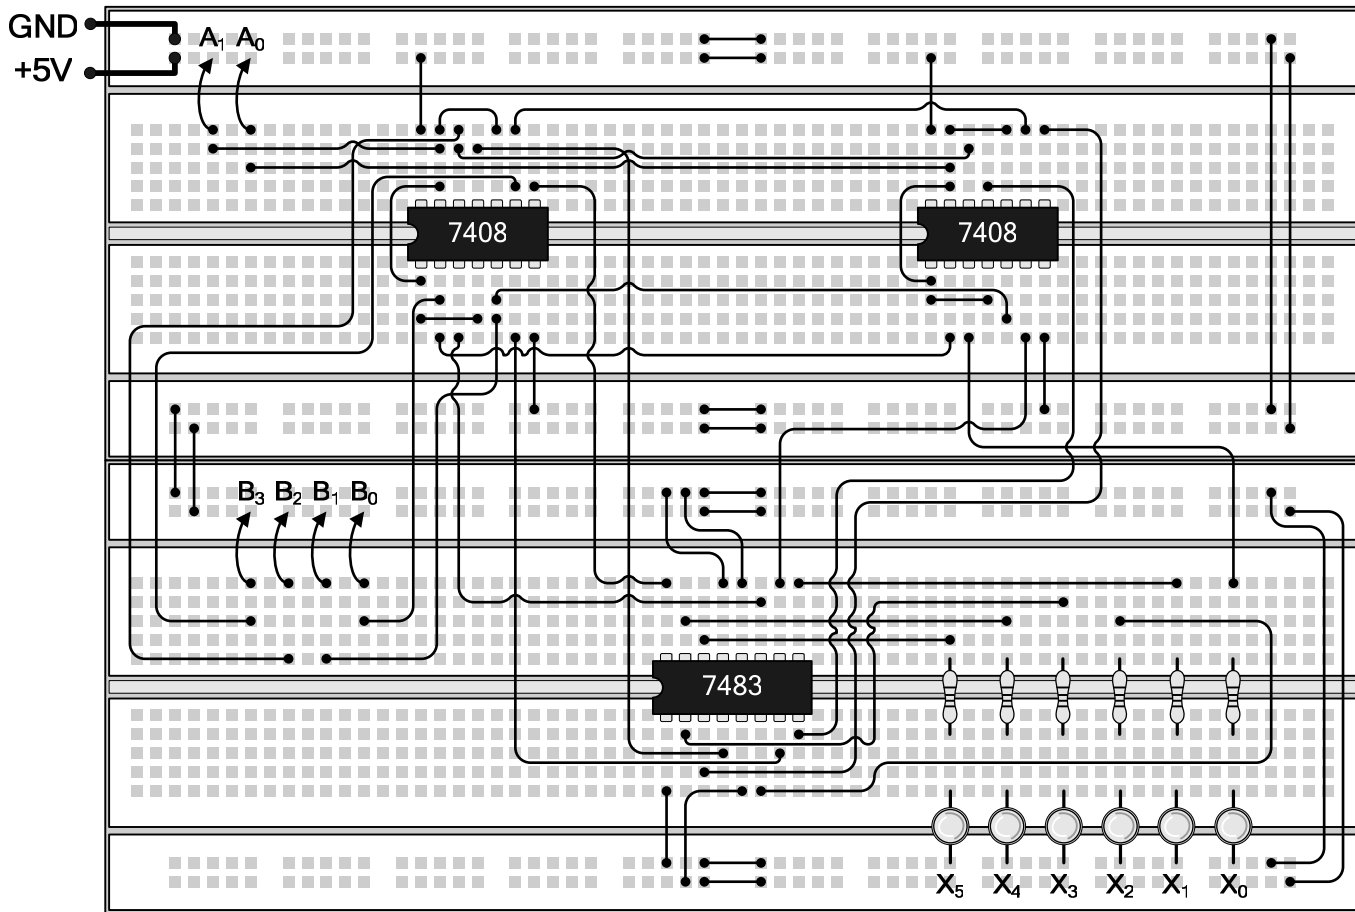 GND
A₁ A₀
+5V
7408
7408
B₃ B₂ B₁ B₀
7483
X₅ X₄ X₃ X₂ X₁ X₀